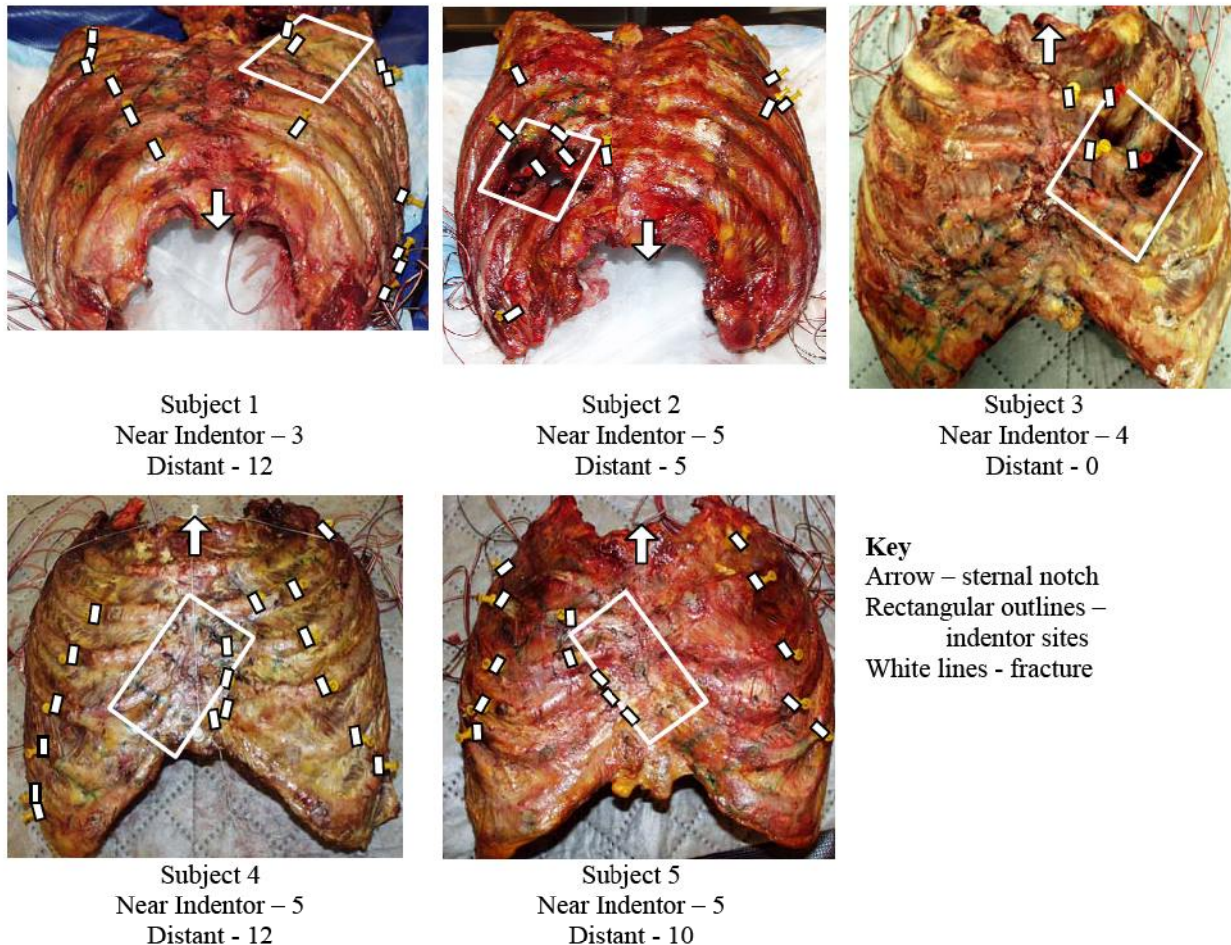 Subject 1
Near Indentor – 3
Distant - 12
Subject 2
Near Indentor – 5
Distant - 5
Subject 3
Near Indentor – 4
Distant - 0
Subject 4
Near Indentor – 5
Distant - 12
Subject 5
Near Indentor – 5
Distant - 10
Key
Arrow – sternal notch
Rectangular outlines –
indentor sites
White lines - fracture